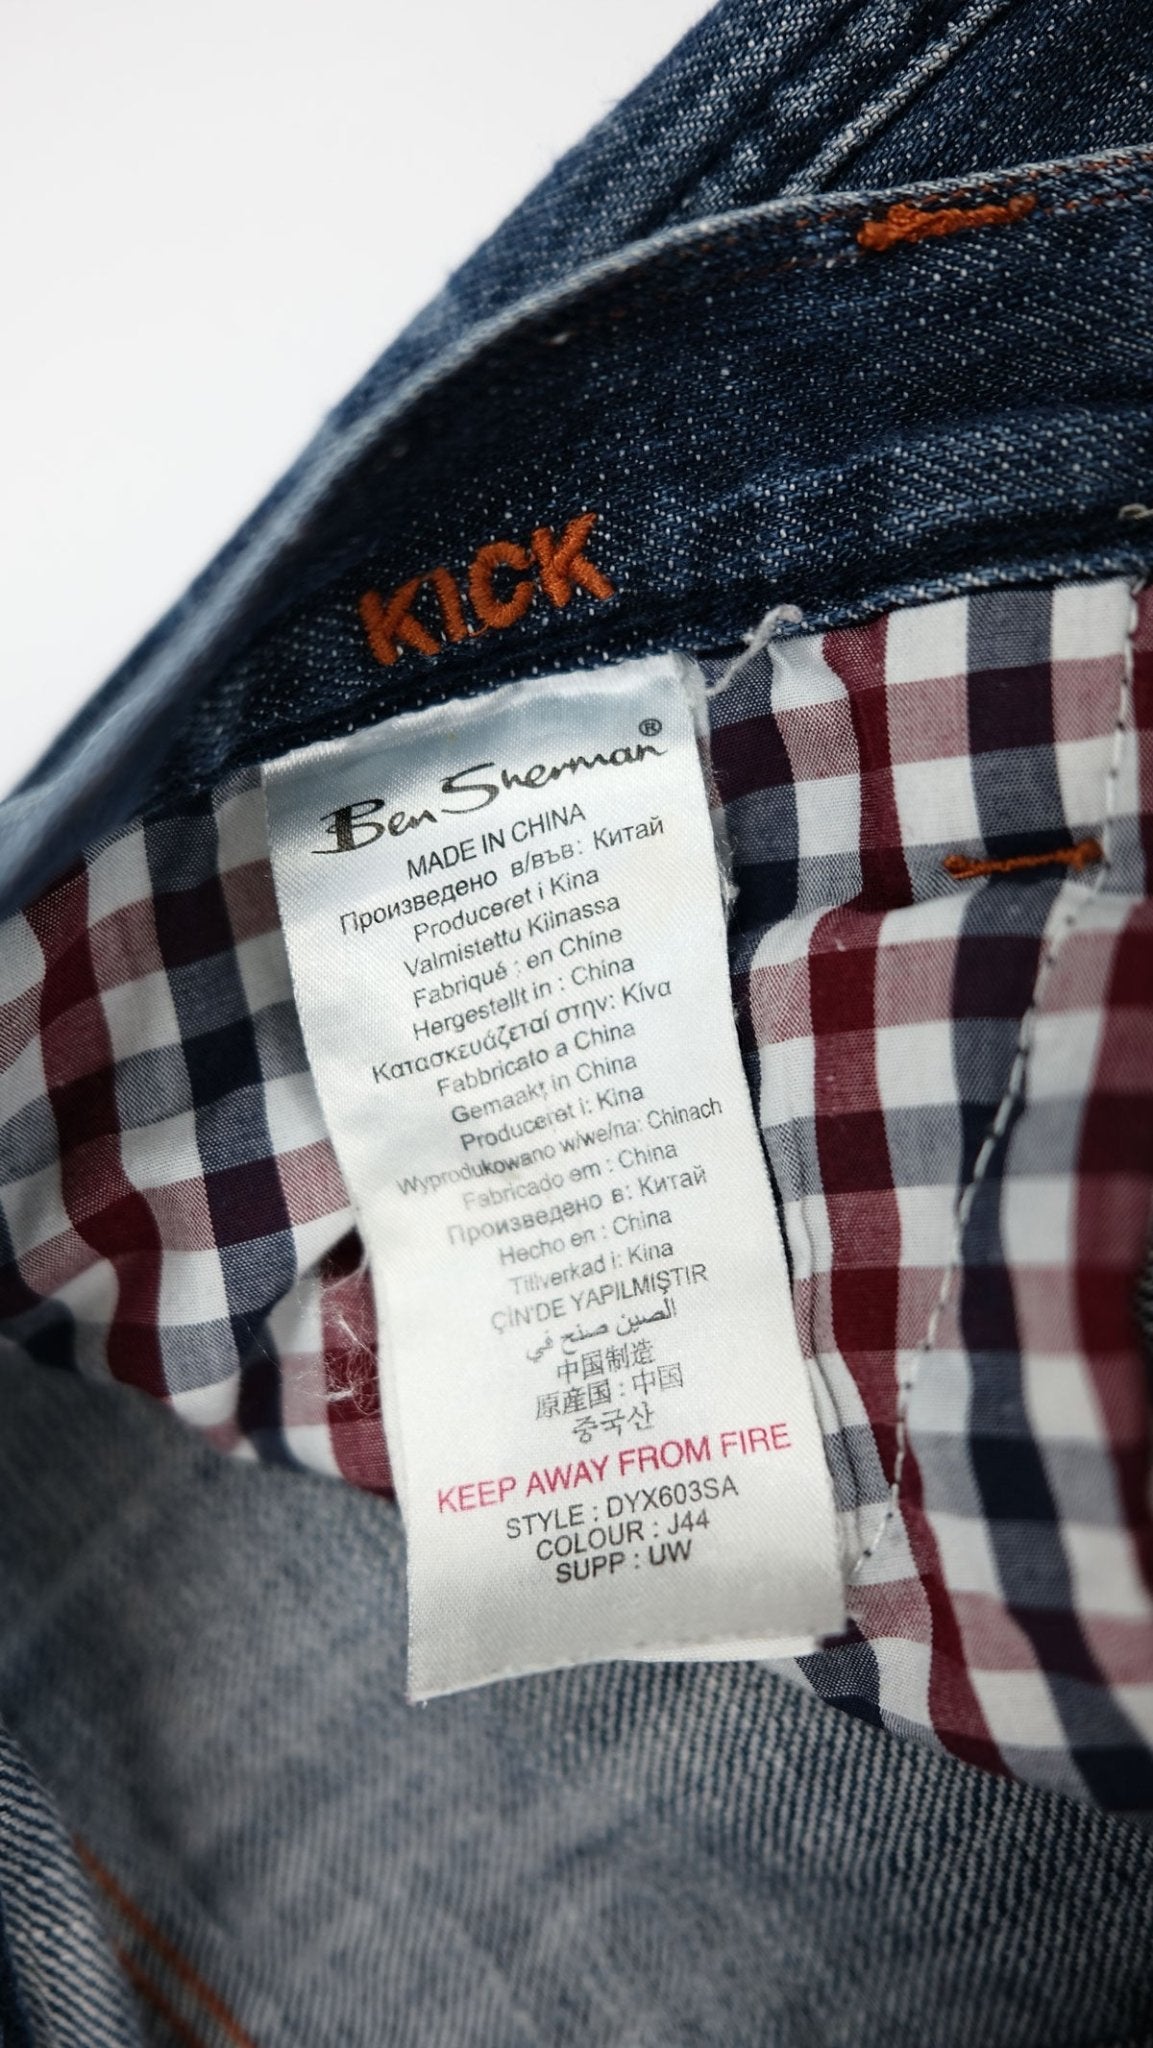 KICK
Ben Sherman®
MADE IN CHINA
Произведено в/във: Китай
Produceret i Kina
Valmistettu Kiinassa
Fabriqué : en Chine
Hergestellt in : China
Κατασκευάζεταί στην: Κίνα
Fabbricato a China
Gemaakt in China
Produceret i: Kina
Wyprodukowano w/we/na: Chinach
Fabricado em : China
Произведено в: Китай
Hecho en : China
Tillverkad i: Kina
ÇİN'DE YAPILMIŞTIR
الصين صنع في
中国制造
原産国 : 中国
중국산
KEEP AWAY FROM FIRE
STYLE : DYX603SA
COLOUR : J44
SUPP : UW